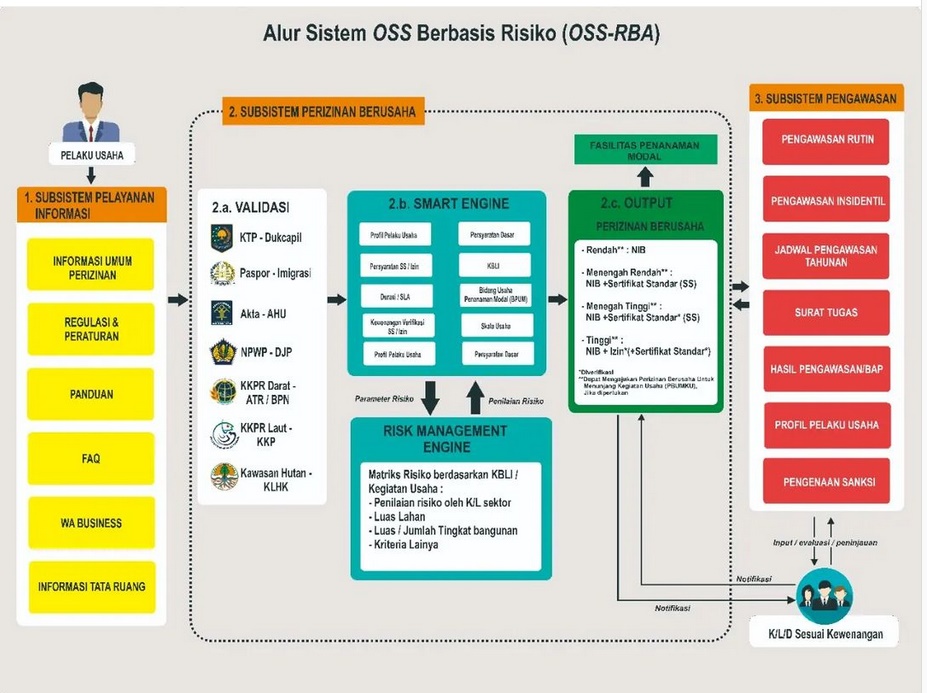 Alur Sistem OSS Berbasis Risiko (OSS-RBA)
PELAKU USAHA
1. SUBSISTEM PELAYANAN
INFORMASI
INFORMASI UMUM
PERIZINAN
REGULASI &
PERATURAN
PANDUAN
FAQ
WA BUSINESS
INFORMASI TATA RUANG
2. SUBSISTEM PERIZINAN BERUSAHA
2.a. VALIDASI
KTP - Dukcapil
Paspor - Imigrasi
Akta - AHU
NPWP - DJP
KKPR Darat -
ATR / BPN
KKPR Laut -
KKP
Kawasan Hutan -
KLHK
2.b. SMART ENGINE
Profil Pelaku Usaha
Persyaratan Dasar
Persyaratan SS / Izin
KBLI
Durasi / SLA
Bidang Usaha
Penanaman Modal (BPUM)
Kewenangan Verifikasi
SS / Izin
Skala Usaha
Profil Pelaku Usaha
Persyaratan Dasar
Parameter Risiko
Penilaian Risiko
RISK MANAGEMENT
ENGINE
Matriks Risiko berdasarkan KBLI /
Kegiatan Usaha :
- Penilaian risiko oleh K/L sektor
- Luas Lahan
- Luas / Jumlah Tingkat bangunan
- Kriteria Lainya
FASILITAS PENANAMAN
MODAL
2.c. OUTPUT
PERIZINAN BERUSAHA
- Rendah** : NIB
- Menengah Rendah** :
NIB +Sertifikat Standar (SS)
- Menegah Tinggi** :
NIB +Sertifikat Standar* (SS)
- Tinggi** :
NIB + Izin*(+Sertifikat Standar*)
*Diverifikasi
**Dapat Mengajukan Perizinan Berusaha Untuk
Menunjang Kegiatan Usaha (PBUMKU),
Jika diperlukan
3. SUBSISTEM PENGAWASAN
PENGAWASAN RUTIN
PENGAWASAN INSIDENTIL
JADWAL PENGAWASAN
TAHUNAN
SURAT TUGAS
HASIL PENGAWASAN/BAP
PROFIL PELAKU USAHA
PENGENAAN SANKSI
Input / evaluasi / peninjauan
Notifikasi
Notifikasi
K/L/D Sesuai Kewenangan